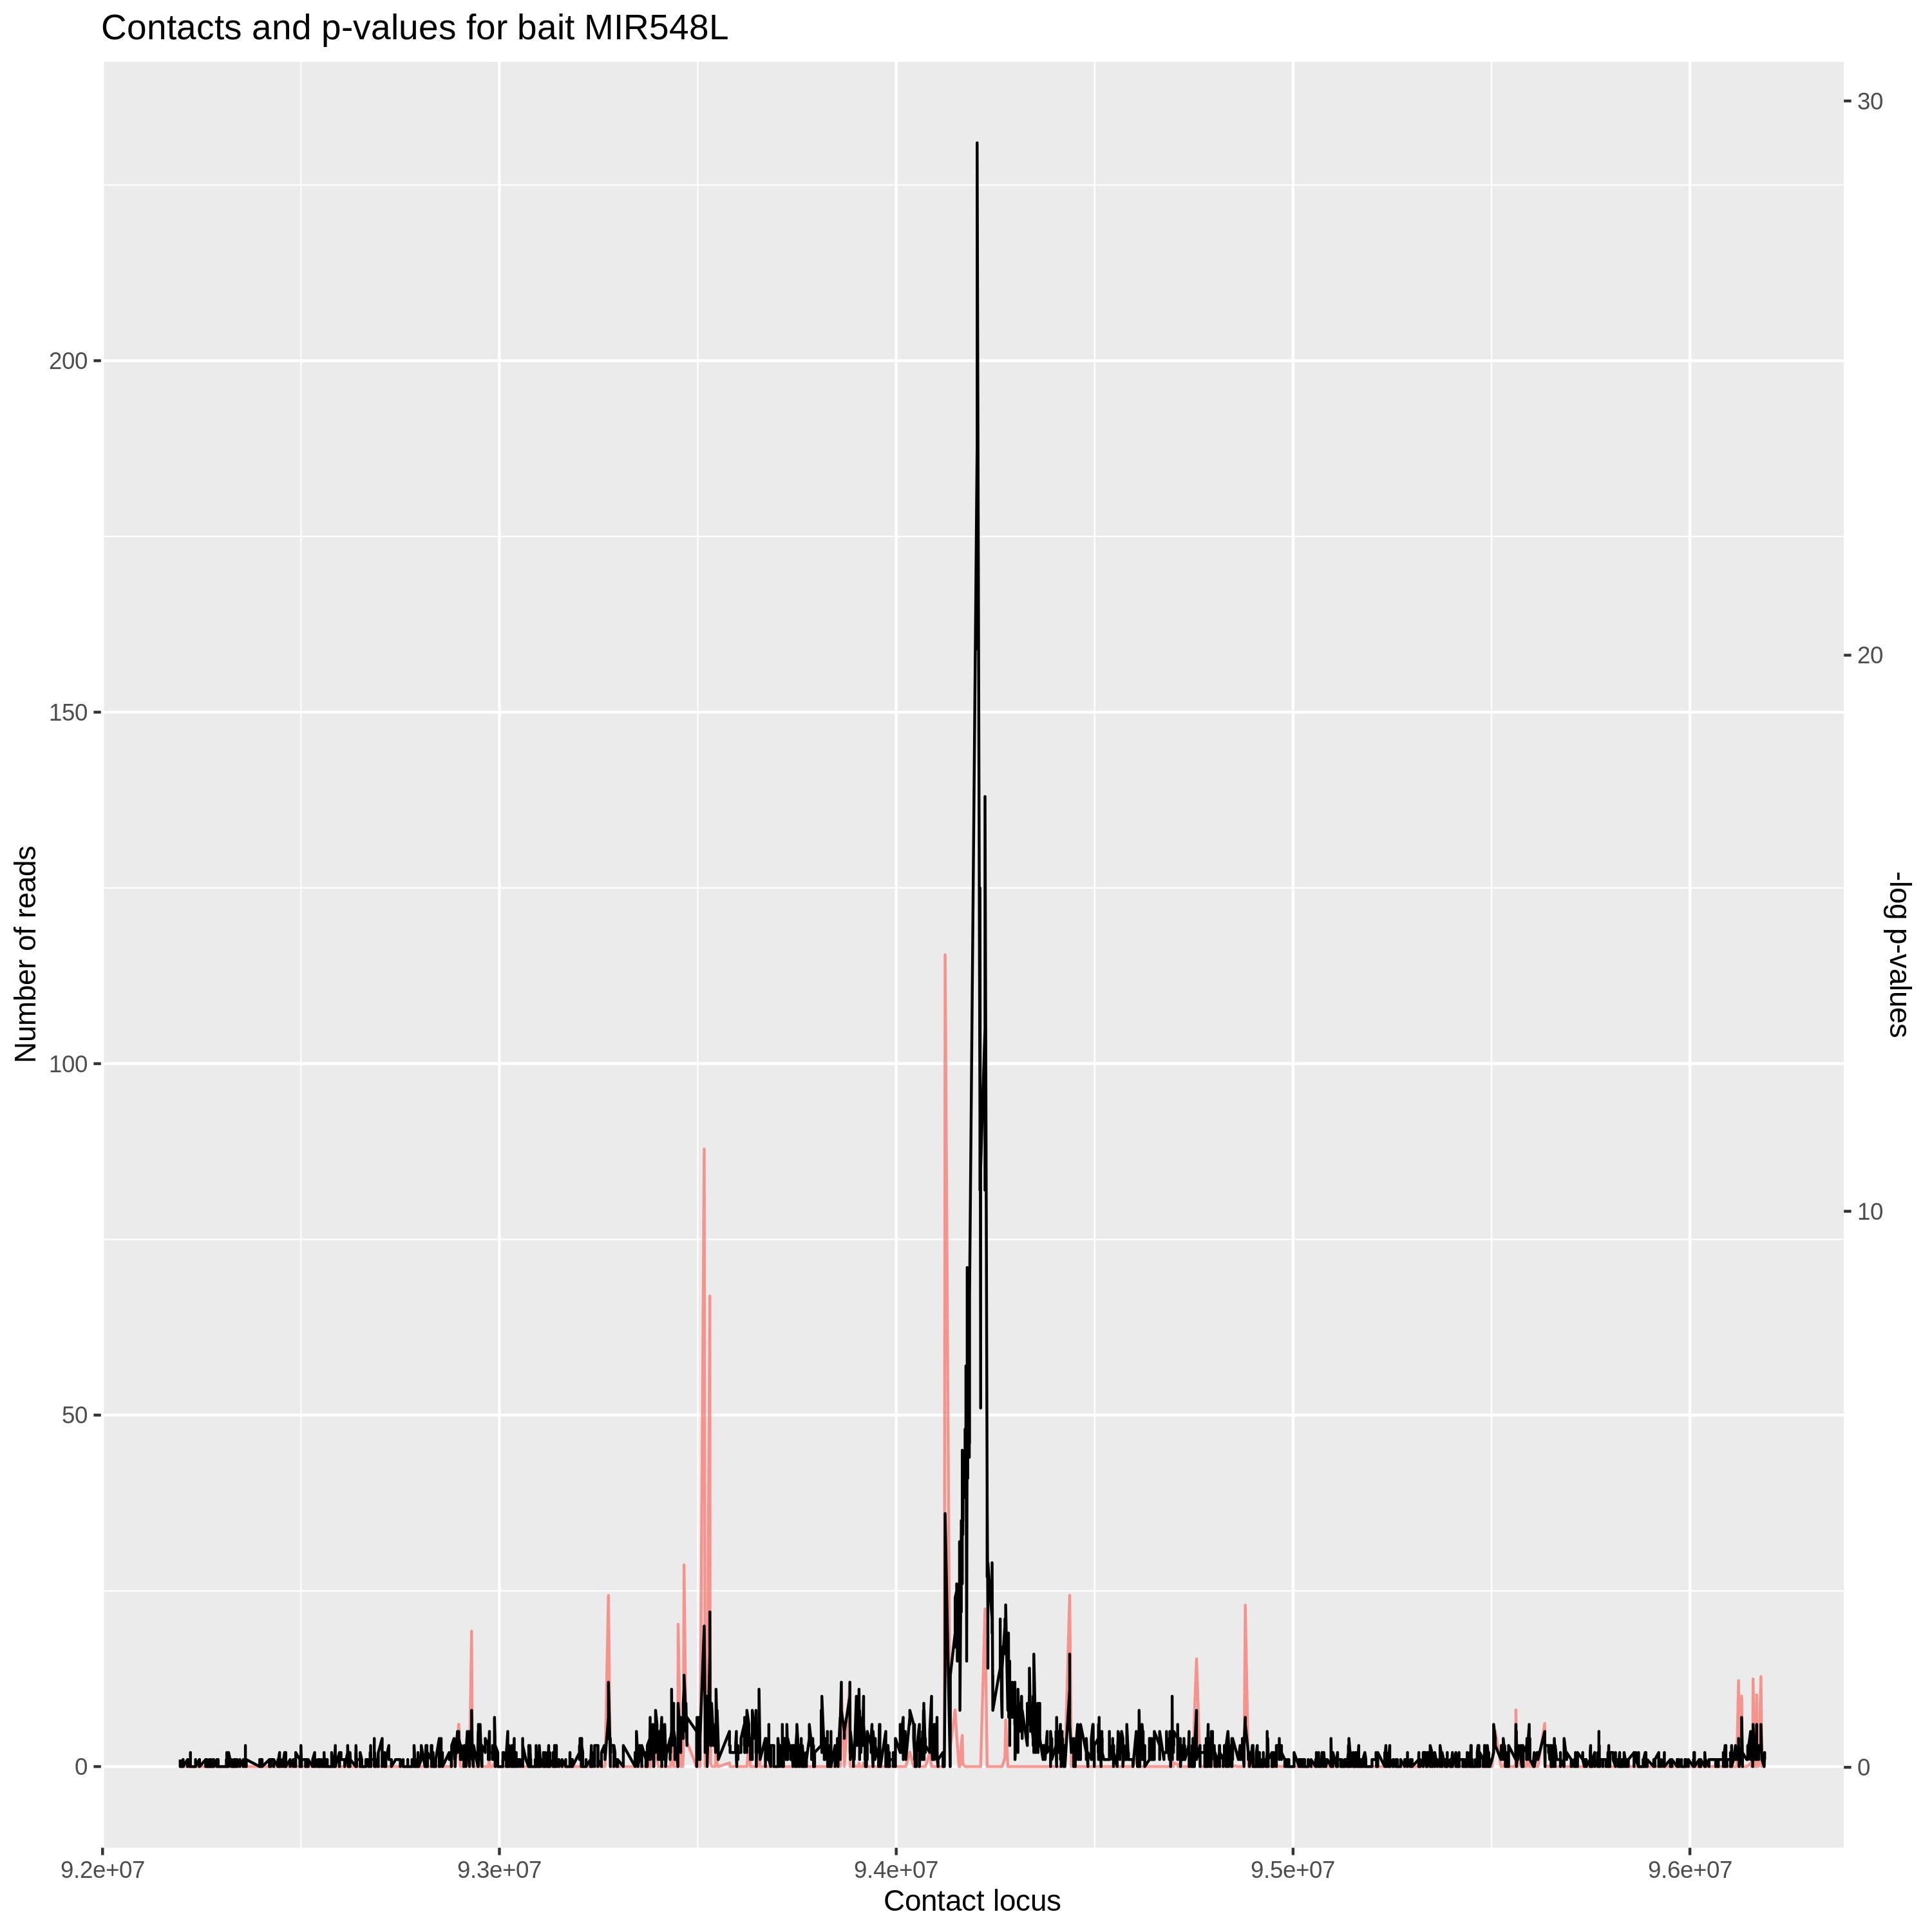 Contacts and p-values for bait MIR548L
30
200
20
150
Number of reads
-log p-values
100
10
50
0
0
9.2e+07
9.3e+07
9.4e+07
9.5e+07
9.6e+07
Contact locus